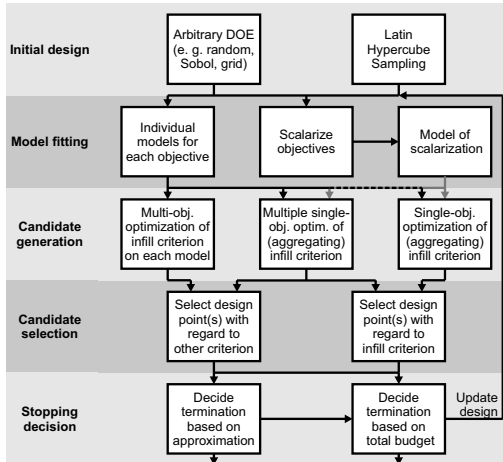 Initial design
Arbitrary DOE
(e. g. random,
Sobol, grid)
Latin
Hypercube
Sampling
Model fitting
Individual
models for
each objective
Scalarize
objectives
Model of
scalarization
Candidate
generation
Multi-obj.
optimization of
infill criterion
on each model
Multiple single-
obj. optim. of
(aggregating)
infill criterion
Single-obj.
optimization of
(aggregating)
infill criterion
Candidate
selection
Select design
point(s) with
regard to
other criterion
Select design
point(s) with
regard to
infill criterion
Stopping
decision
Decide
termination
based on
approximation
Decide
termination
based on
total budget
Update
design